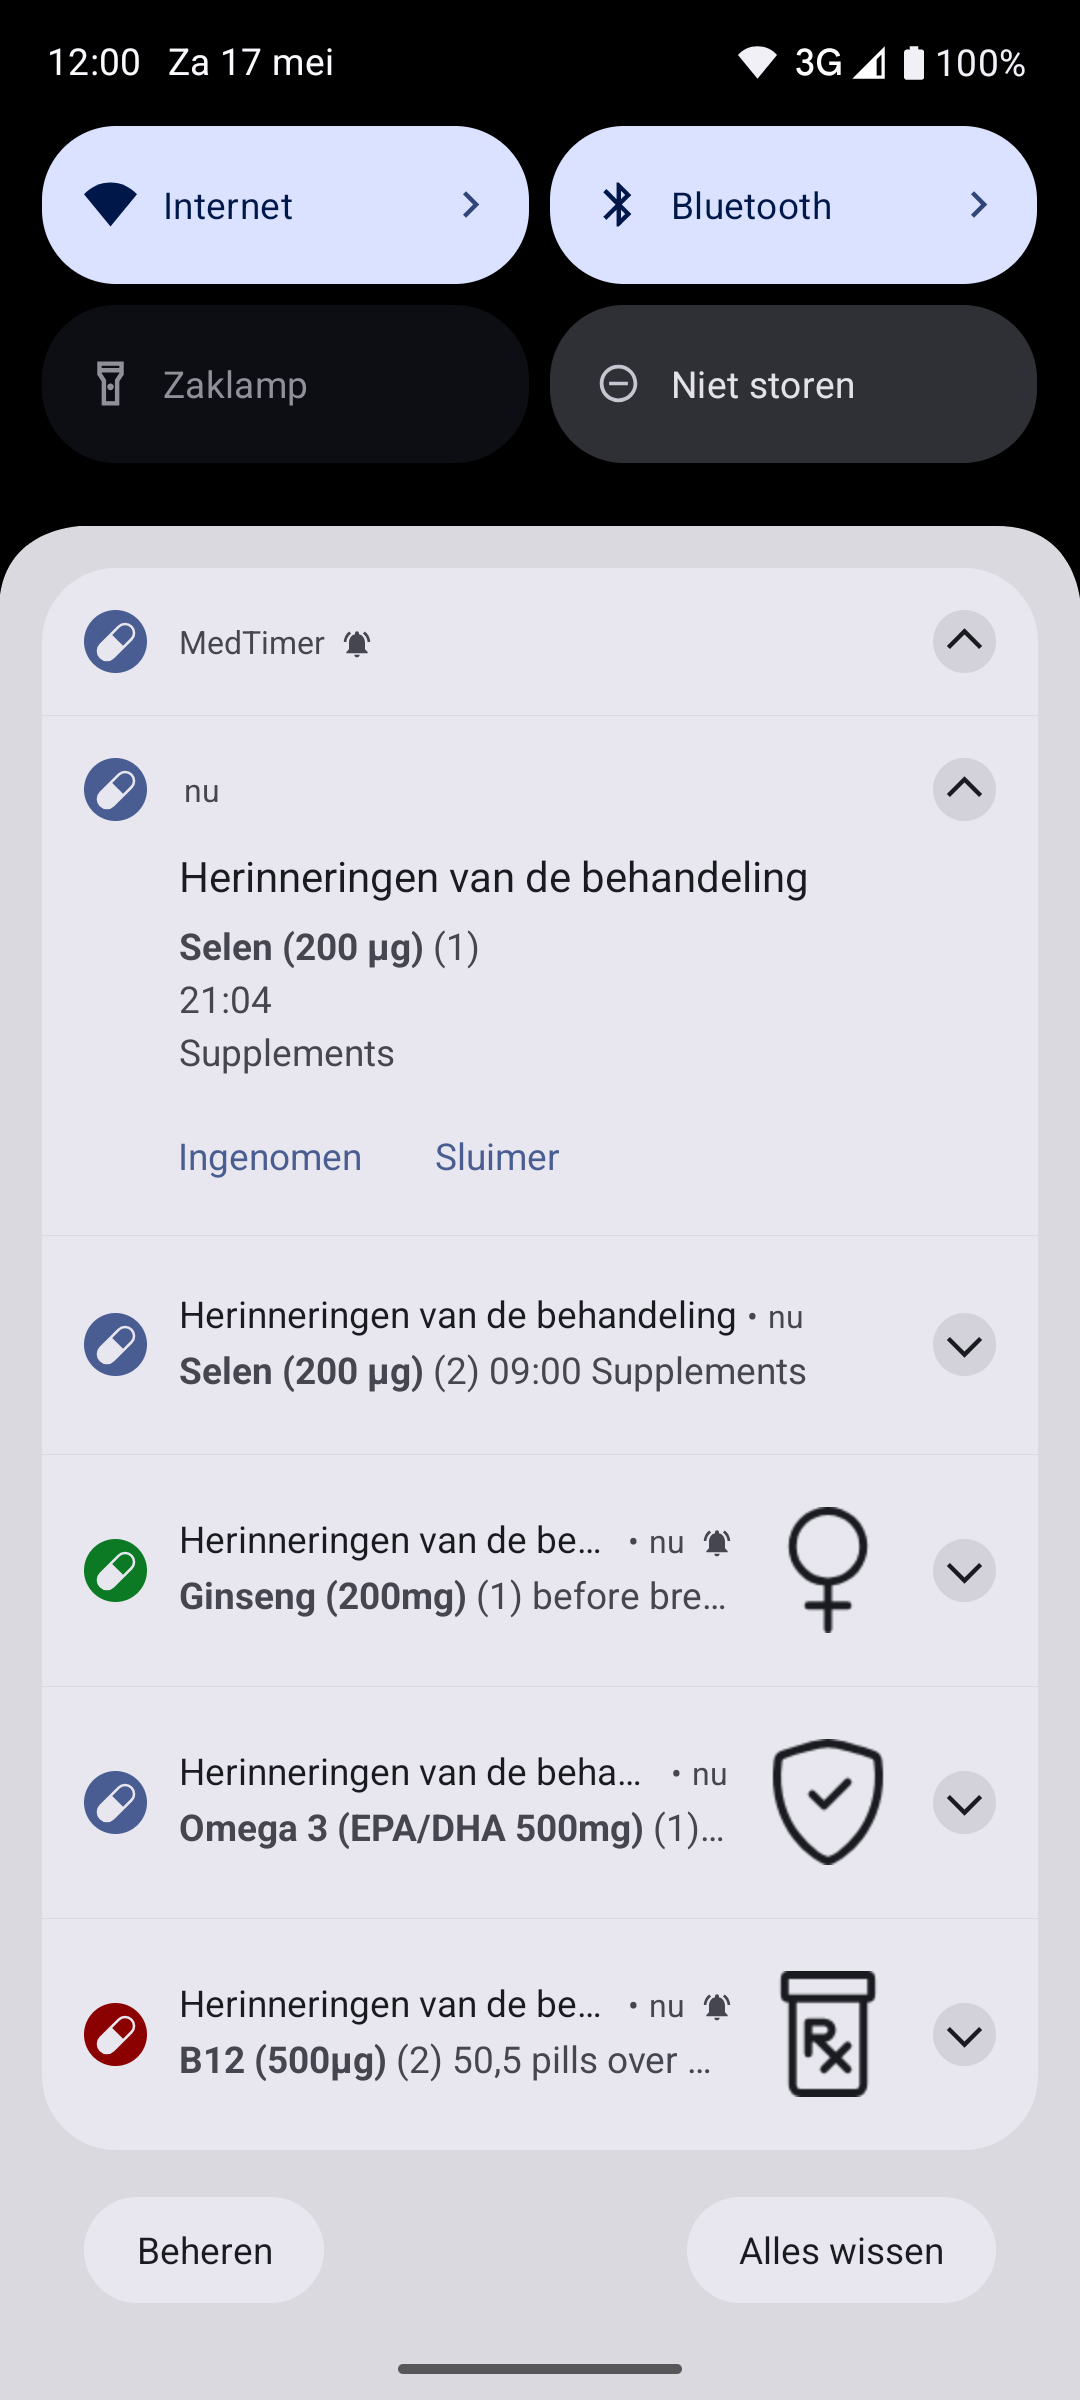 12:00 Za 17 mei 3G 100%
Internet
Bluetooth
Zaklamp
Niet storen
MedTimer
nu
Herinneringen van de behandeling
Selen (200 µg) (1)
21:04
Supplements
Ingenomen Sluimer
Herinneringen van de behandeling • nu
Selen (200 µg) (2) 09:00 Supplements
Herinneringen van de be… • nu
Ginseng (200mg) (1) before bre…
Herinneringen van de beha… • nu
Omega 3 (EPA/DHA 500mg) (1)…
Herinneringen van de be… • nu
B12 (500µg) (2) 50,5 pills over …
Rx
Beheren
Alles wissen